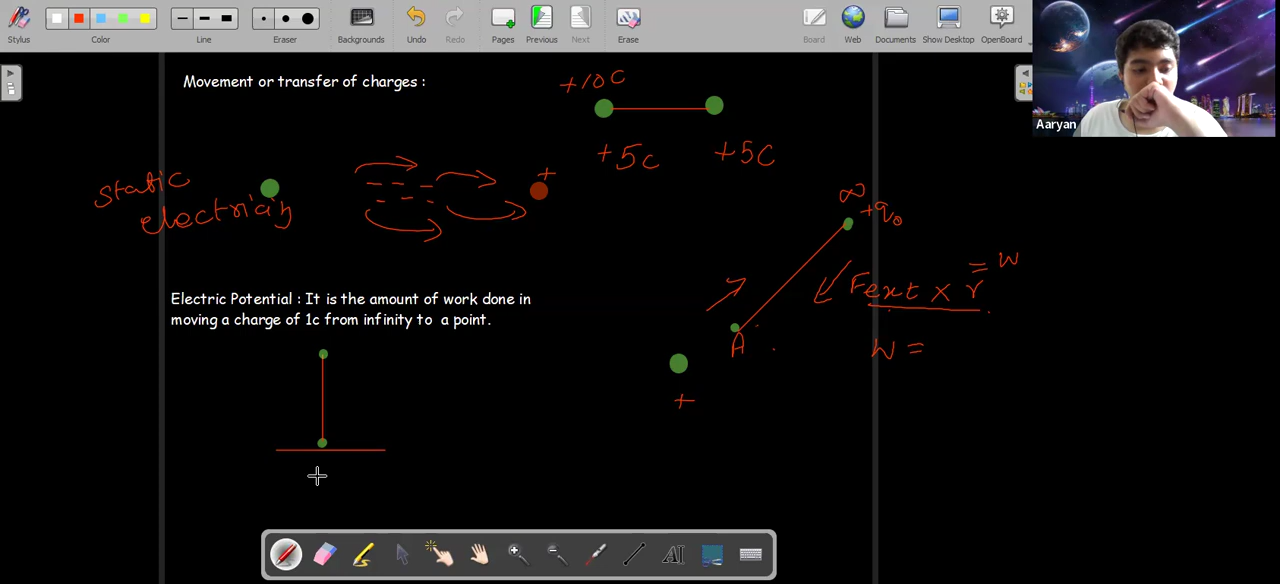 Stylus
Color
Line
Eraser
Backgrounds
Undo
Redo
Pages
Previous
Next
Erase
Board
Web
Documents
Show Desktop
OpenBoard
Aaryan
Movement or transfer of charges :
+10C
+5C
+5C
Static
electricity
+
∞
+q₀
Fext × r = W
A
W =
+
Electric Potential : It is the amount of work done in
moving a charge of 1c from infinity to a point.
AI